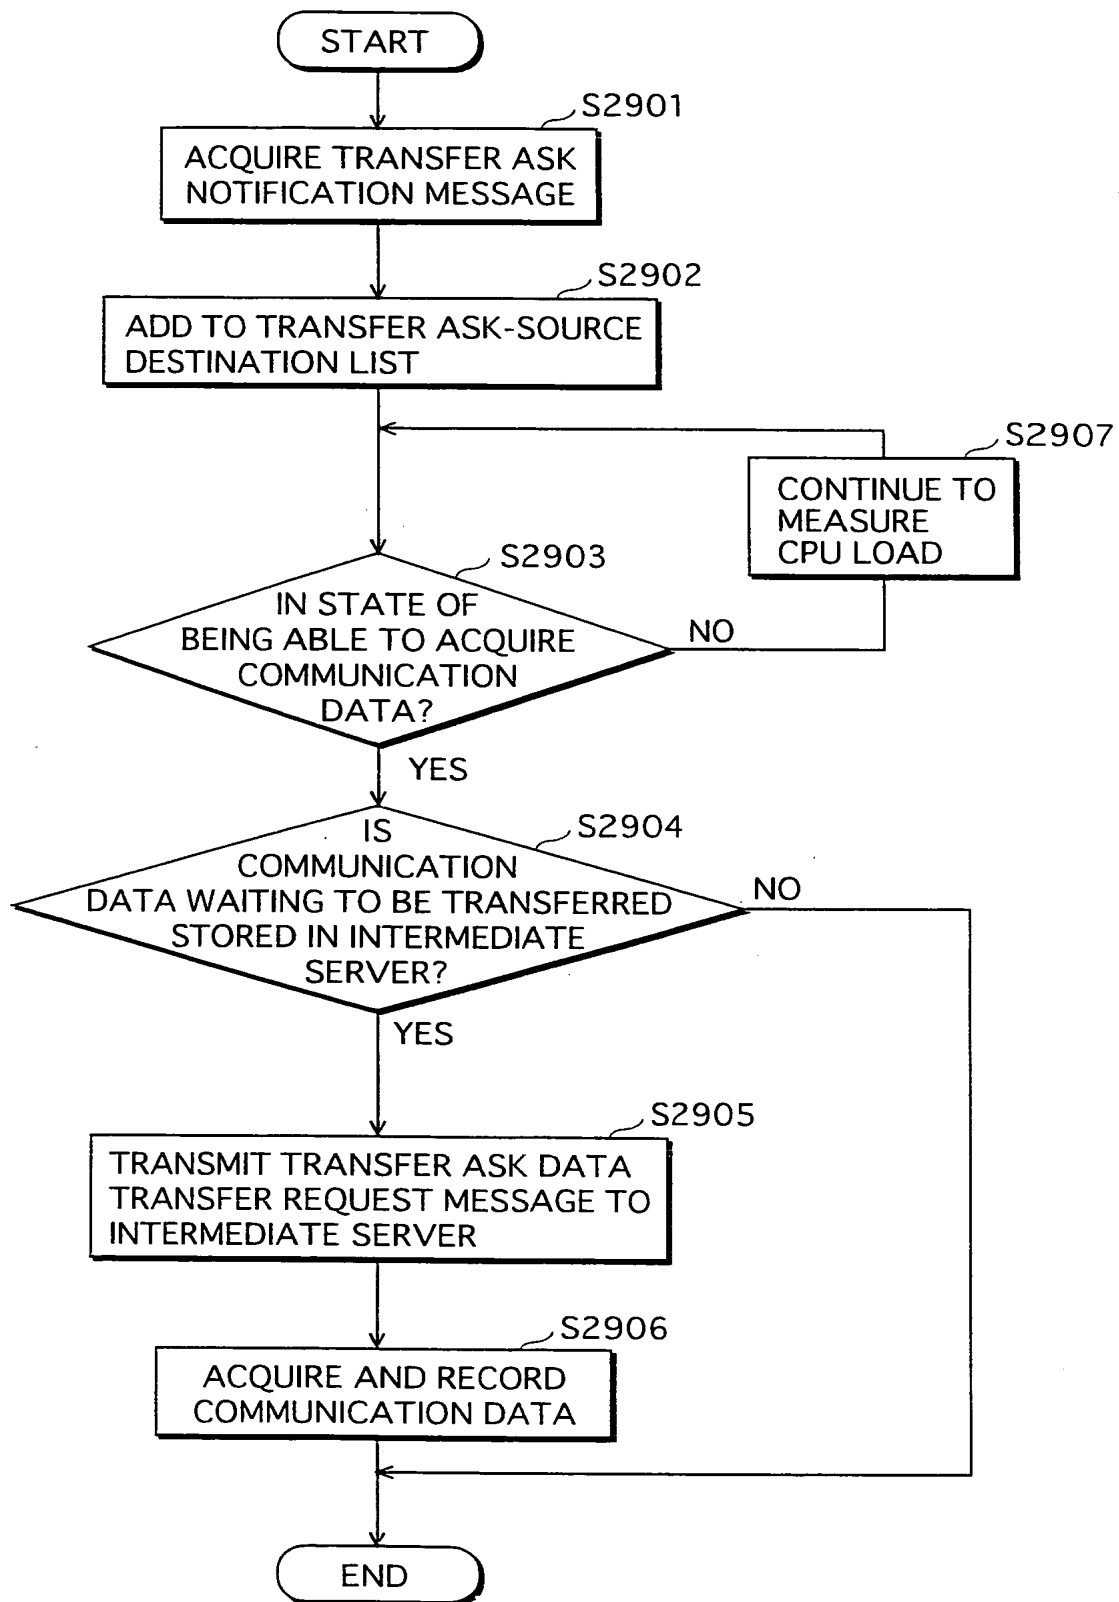 START
S2901
ACQUIRE TRANSFER ASK
NOTIFICATION MESSAGE
S2902
ADD TO TRANSFER ASK-SOURCE
DESTINATION LIST
S2907
CONTINUE TO
MEASURE
CPU LOAD
S2903
IN STATE OF
BEING ABLE TO ACQUIRE
COMMUNICATION
DATA?
NO
YES
S2904
IS
COMMUNICATION
DATA WAITING TO BE TRANSFERRED
STORED IN INTERMEDIATE
SERVER?
NO
YES
S2905
TRANSMIT TRANSFER ASK DATA
TRANSFER REQUEST MESSAGE TO
INTERMEDIATE SERVER
S2906
ACQUIRE AND RECORD
COMMUNICATION DATA
END